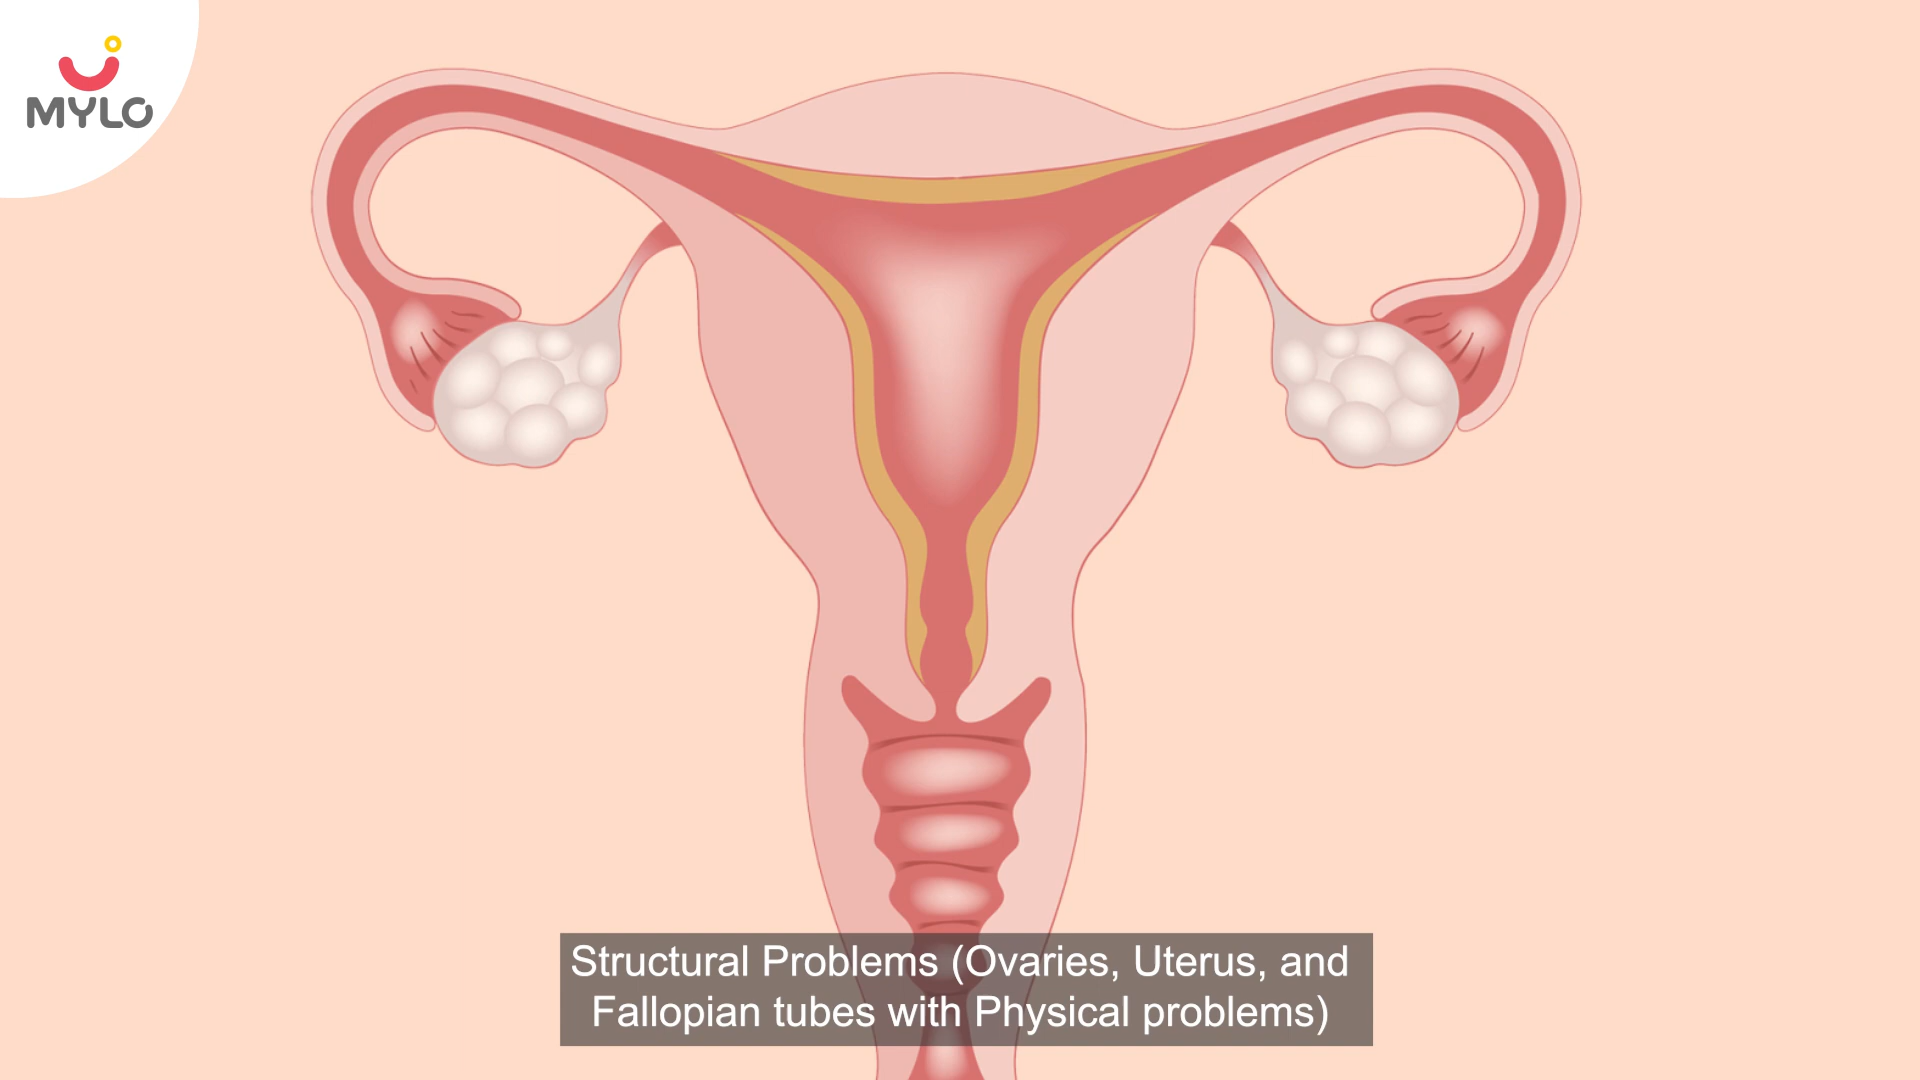 MYLO
Structural Problems (Ovaries, Uterus, and
Fallopian tubes with Physical problems)